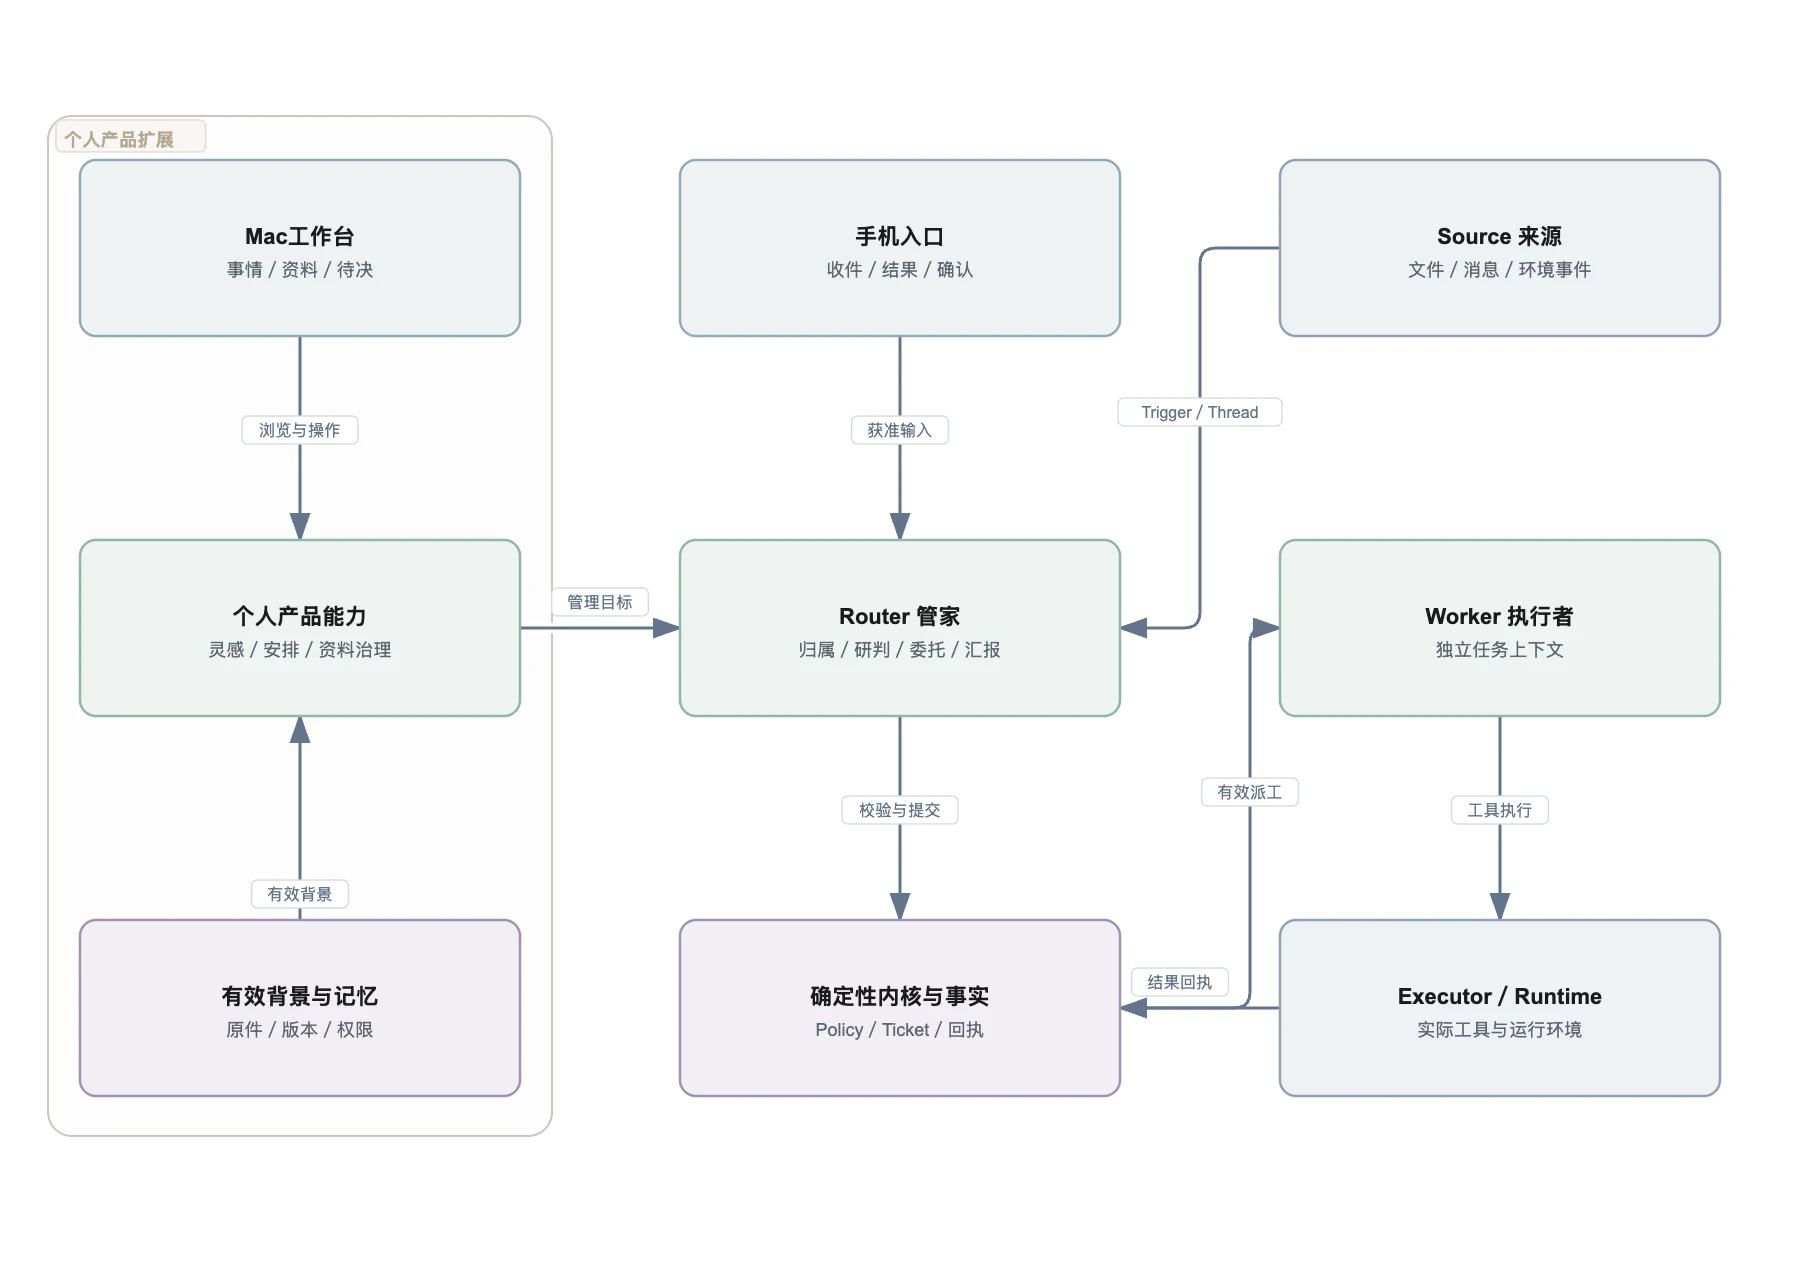 个人产品扩展
Mac工作台
事情 / 资料 / 待决
手机入口
收件 / 结果 / 确认
Source 来源
文件 / 消息 / 环境事件
浏览与操作
获准输入
Trigger / Thread
个人产品能力
灵感 / 安排 / 资料治理
管理目标
Router 管家
归属 / 研判 / 委托 / 汇报
Worker 执行者
独立任务上下文
有效背景
校验与提交
有效派工
工具执行
有效背景与记忆
原件 / 版本 / 权限
确定性内核与事实
Policy / Ticket / 回执
结果回执
Executor / Runtime
实际工具与运行环境